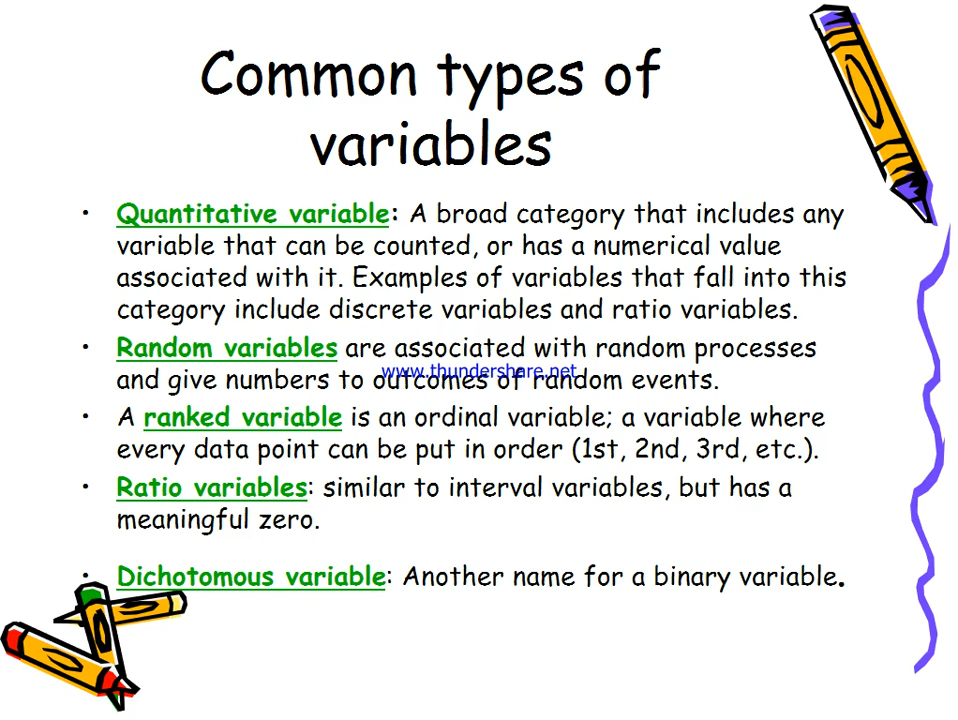 Common types of
variables
• Quantitative variable: A broad category that includes any
variable that can be counted, or has a numerical value
associated with it. Examples of variables that fall into this
category include discrete variables and ratio variables.
• Random variables are associated with random processes
www.thundershare.net
and give numbers to outcomes of random events.
• A ranked variable is an ordinal variable; a variable where
every data point can be put in order (1st, 2nd, 3rd, etc.).
• Ratio variables: similar to interval variables, but has a
meaningful zero.
• Dichotomous variable: Another name for a binary variable.